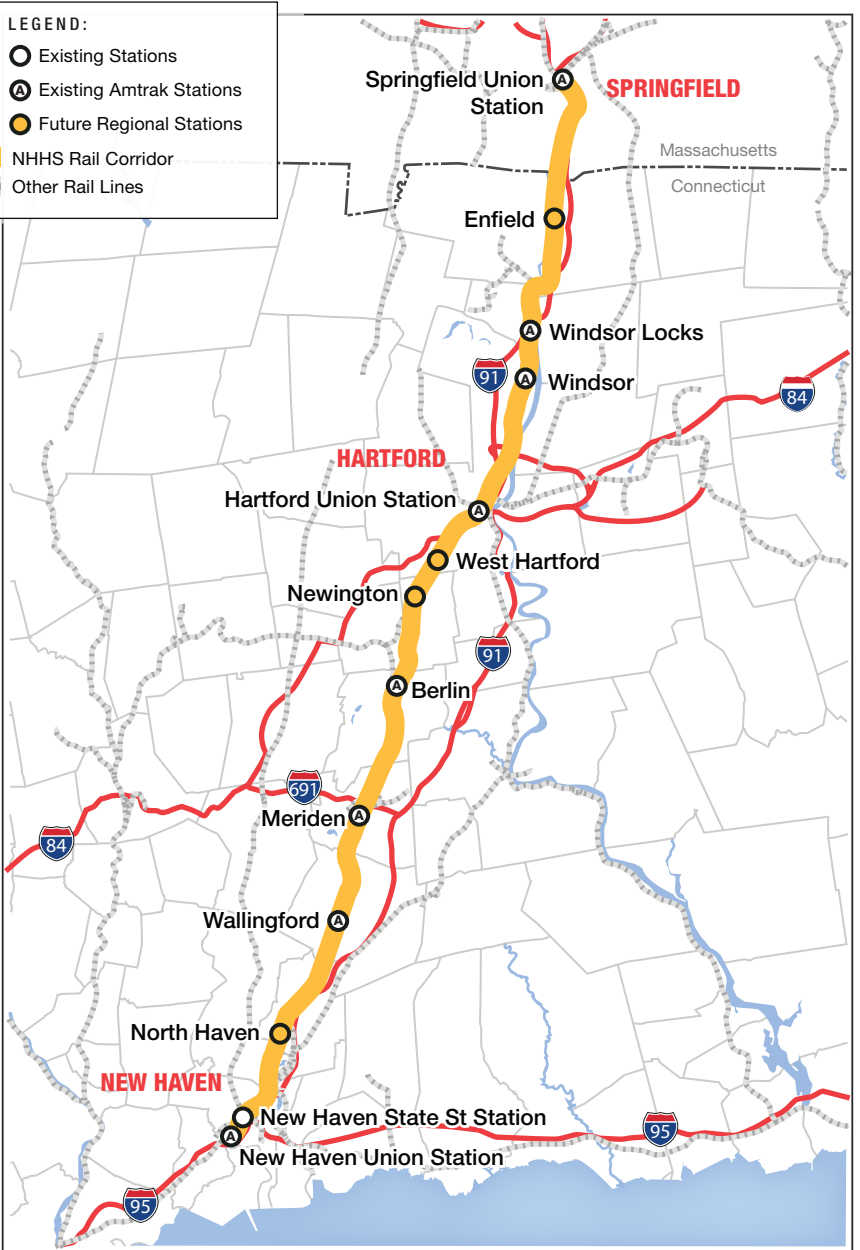 LEGEND:
Existing Stations
A Existing Amtrak Stations
Future Regional Stations
NHHS Rail Corridor
Other Rail Lines
Springfield Union
Station
A
SPRINGFIELD
Massachusetts
Connecticut
Enfield
A Windsor Locks
91
A Windsor
84
HARTFORD
Hartford Union Station A
West Hartford
Newington
91
A Berlin
691
Meriden A
84
Wallingford A
North Haven
NEW HAVEN
New Haven State St Station
A
New Haven Union Station
95
95